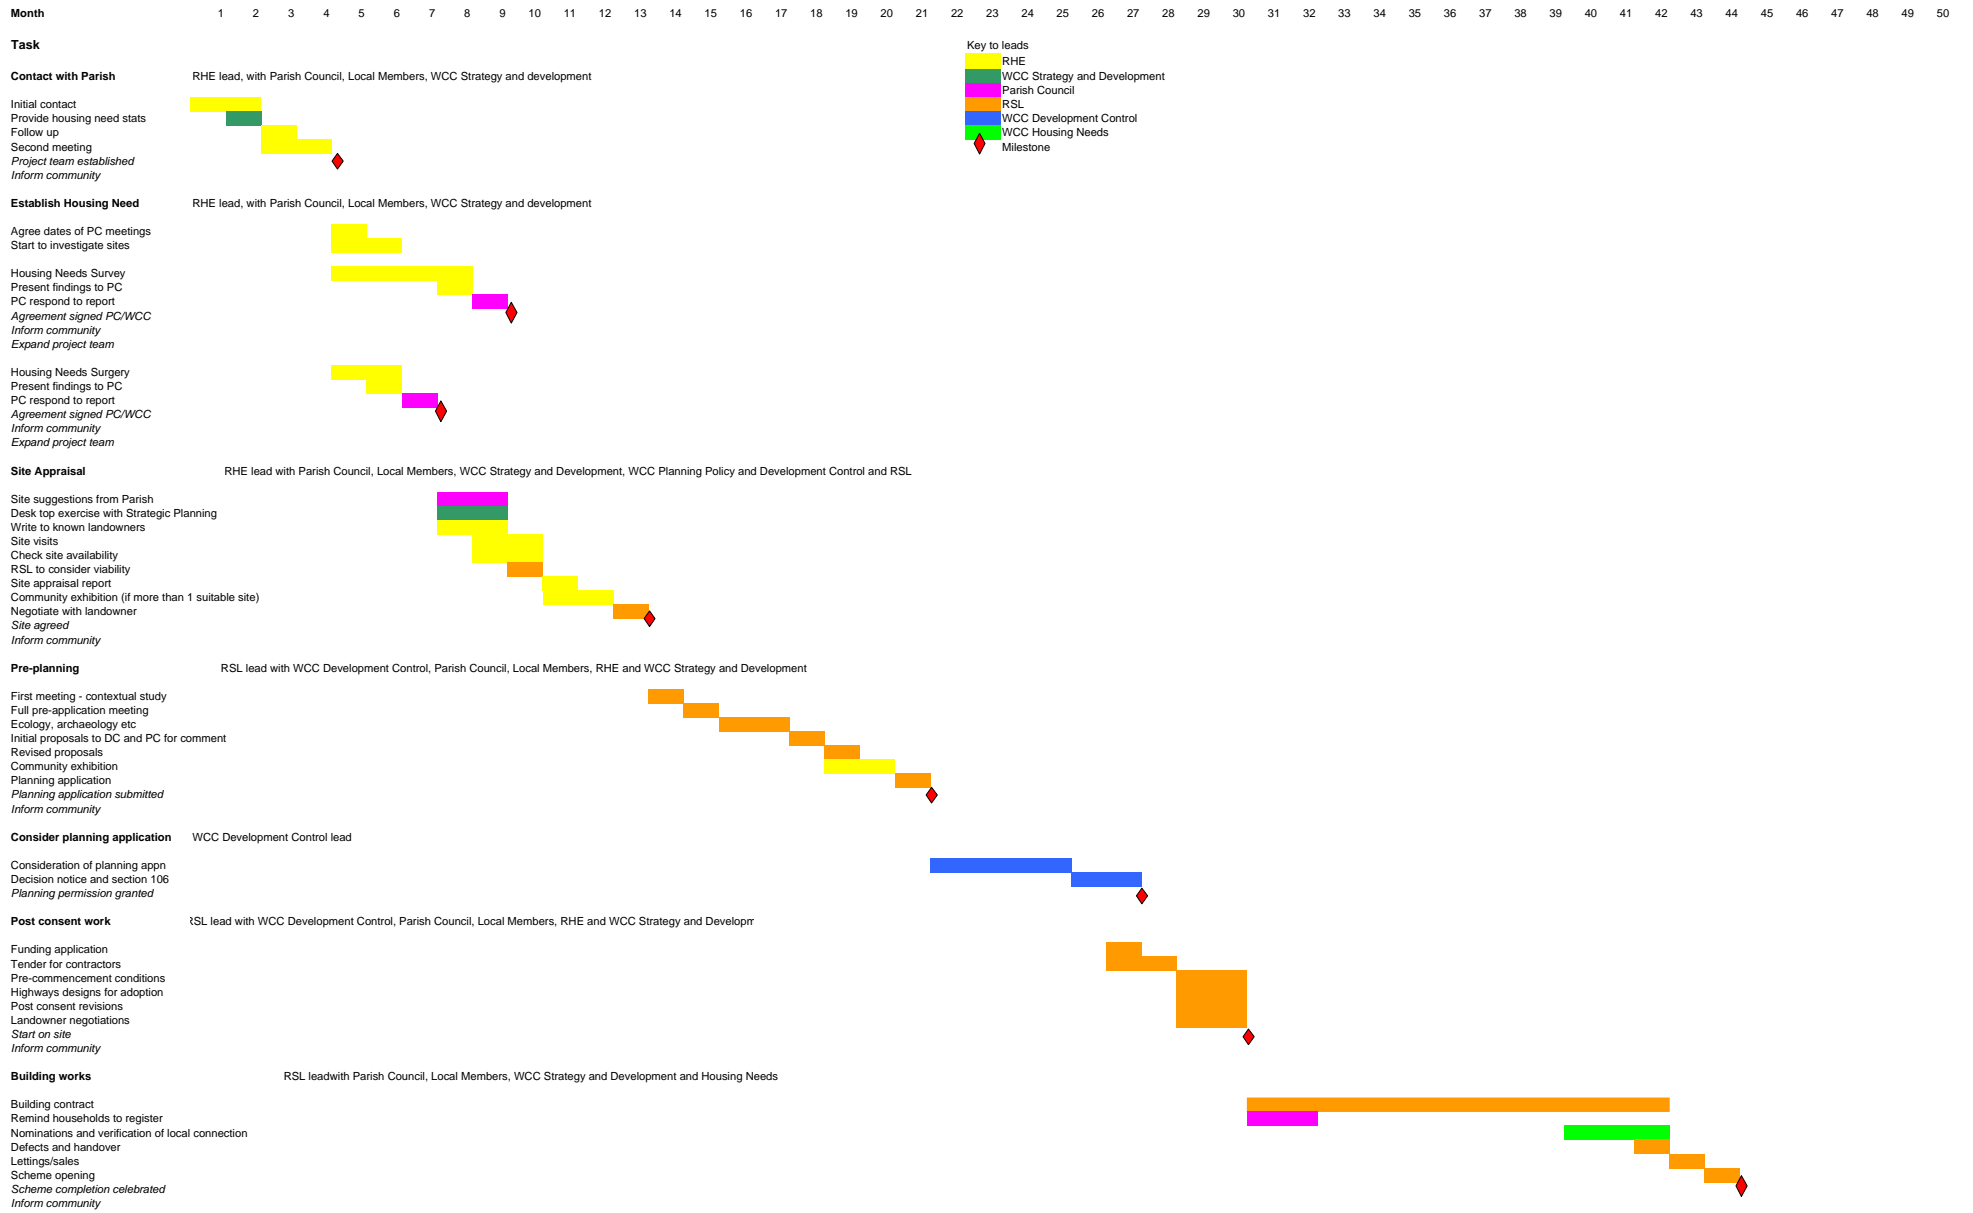 Month 1 2 3 4 5 6 7 8 9 10 11 12 13 14 15 16 17 18 19 20 21 22 23 24 25 26 27 28 29 30 31 32 33 34 35 36 37 38 39 40 41 42 43 44 45 46 47 48 49 50
Task
Key to leads
RHE
WCC Strategy and Development
Parish Council
RSL
WCC Development Control
WCC Housing Needs
Milestone
Contact with Parish RHE lead, with Parish Council, Local Members, WCC Strategy and development
Initial contact
Provide housing need stats
Follow up
Second meeting
Project team established
Inform community
Establish Housing Need RHE lead, with Parish Council, Local Members, WCC Strategy and development
Agree dates of PC meetings
Start to investigate sites
Housing Needs Survey
Present findings to PC
PC respond to report
Agreement signed PC/WCC
Inform community
Expand project team
Housing Needs Surgery
Present findings to PC
PC respond to report
Agreement signed PC/WCC
Inform community
Expand project team
Site Appraisal RHE lead with Parish Council, Local Members, WCC Strategy and Development, WCC Planning Policy and Development Control and RSL
Site suggestions from Parish
Desk top exercise with Strategic Planning
Write to known landowners
Site visits
Check site availability
RSL to consider viability
Site appraisal report
Community exhibition (if more than 1 suitable site)
Negotiate with landowner
Site agreed
Inform community
Pre-planning RSL lead with WCC Development Control, Parish Council, Local Members, RHE and WCC Strategy and Development
First meeting - contextual study
Full pre-application meeting
Ecology, archaeology etc
Initial proposals to DC and PC for comment
Revised proposals
Community exhibition
Planning application
Planning application submitted
Inform community
Consider planning application WCC Development Control lead
Consideration of planning appn
Decision notice and section 106
Planning permission granted
Post consent work RSL lead with WCC Development Control, Parish Council, Local Members, RHE and WCC Strategy and Developm
Funding application
Tender for contractors
Pre-commencement conditions
Highways designs for adoption
Post consent revisions
Landowner negotiations
Start on site
Inform community
Building works RSL leadwith Parish Council, Local Members, WCC Strategy and Development and Housing Needs
Building contract
Remind households to register
Nominations and verification of local connection
Defects and handover
Lettings/sales
Scheme opening
Scheme completion celebrated
Inform community